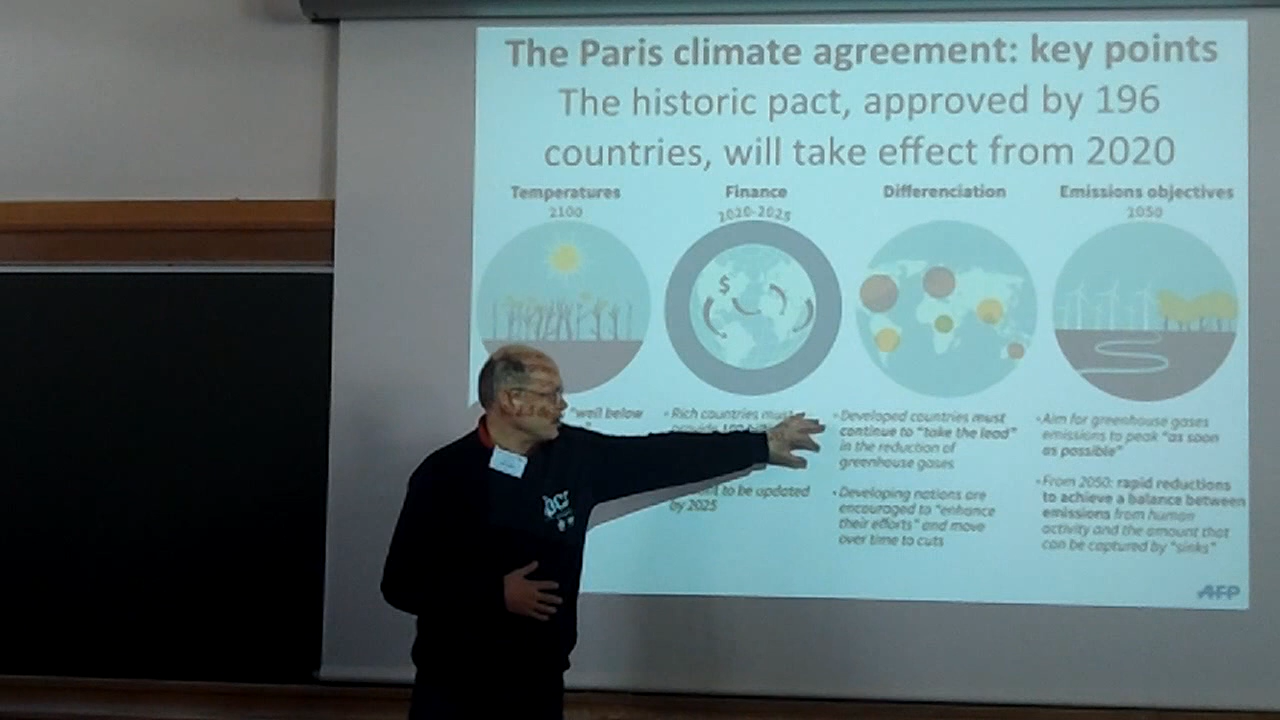 The Paris climate agreement: key points
The historic pact, approved by 196
countries, will take effect from 2020
Temperatures
2100
"well below
Finance
2020-2025
$
• Rich countries must
provide 100
to be updated
by 2025
Differenciation
• Developed countries must
continue to "take the lead"
in the reduction of
greenhouse gases
• Developing nations are
encouraged to "enhance
their efforts" and move
over time to cuts
Emissions objectives
2050
• Aim for greenhouse gases
emissions to peak "as soon
as possible"
• From 2050: rapid reductions
to achieve a balance between
emissions from human
activity and the amount that
can be captured by "sinks"
AFP